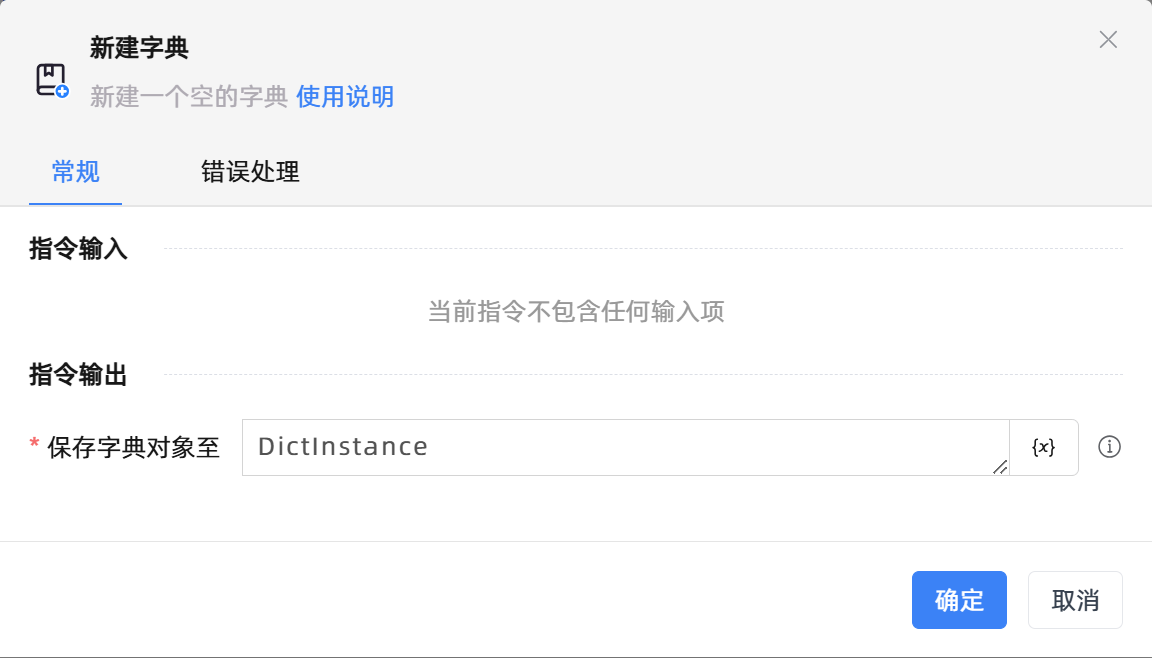 新建字典
新建一个空的字典 使用说明
常规 错误处理
指令输入
当前指令不包含任何输入项
指令输出
* 保存字典对象至 DictInstance {x}
确定 取消